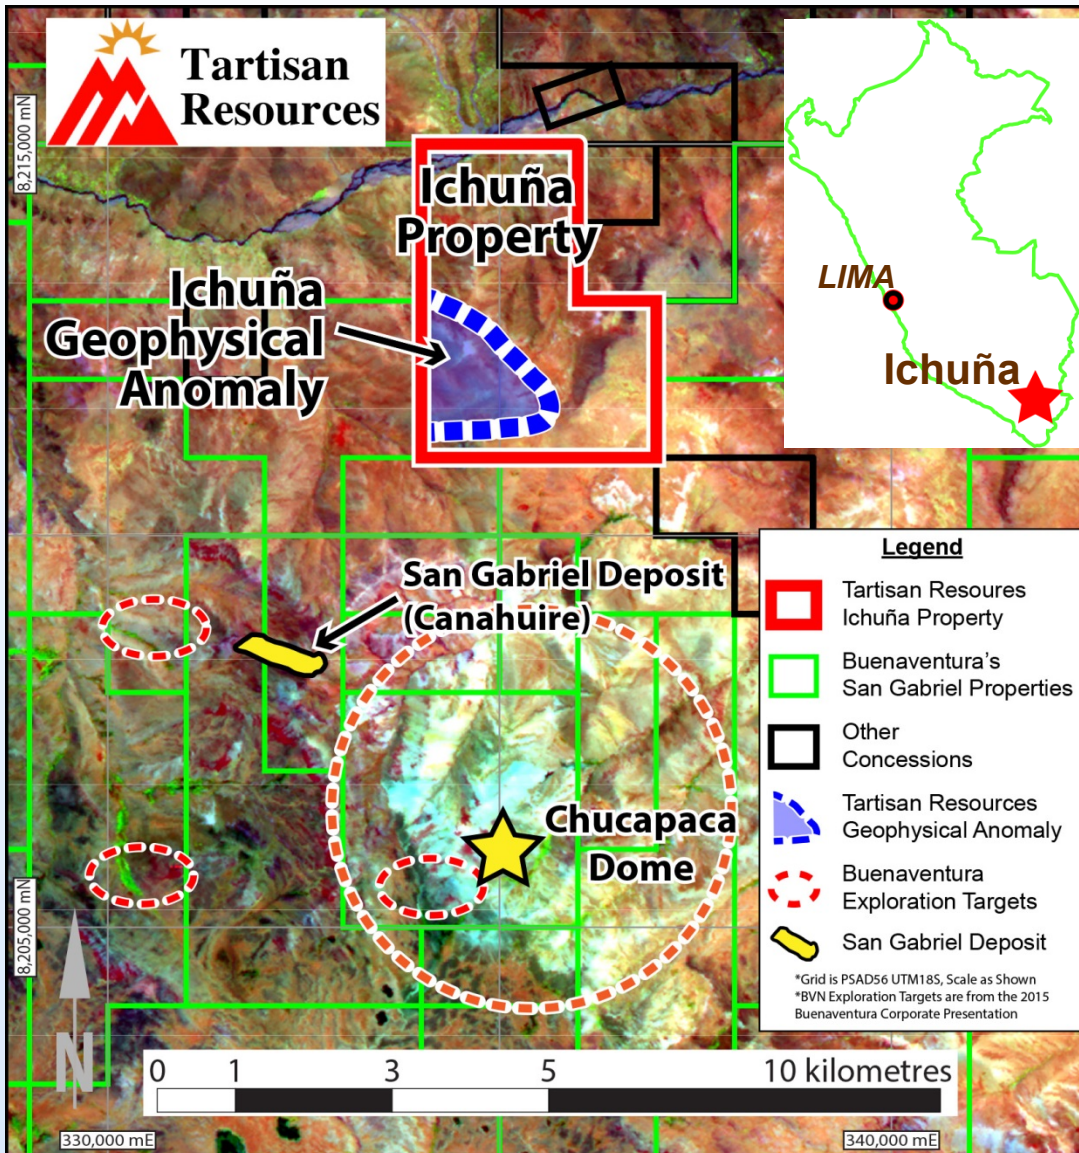 Tartisan
Resources
8,215,000 mN
Ichuña
Property
Ichuña
Geophysical
Anomaly
LIMA
Ichuña
San Gabriel Deposit
(Canahuire)
Chucapaca
Dome
Legend
Tartisan Resoures
Ichuña Property
Buenaventura's
San Gabriel Properties
Other
Concessions
Tartisan Resources
Geophysical Anomaly
Buenaventura
Exploration Targets
San Gabriel Deposit
*Grid is PSAD56 UTM18S, Scale as Shown
*BVN Exploration Targets are from the 2015
Buenaventura Corporate Presentation
8,205,000 mN
N
0 1 3 5 10 kilometres
330,000 mE
340,000 mE